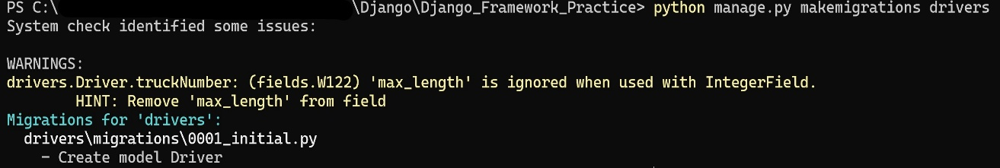 PS C:\ \Django\Django_Framework_Practice> python manage.py makemigrations drivers
System check identified some issues:
WARNINGS:
drivers.Driver.truckNumber: (fields.W122) 'max_length' is ignored when used with IntegerField.
HINT: Remove 'max_length' from field
Migrations for 'drivers':
drivers\migrations\0001_initial.py
- Create model Driver